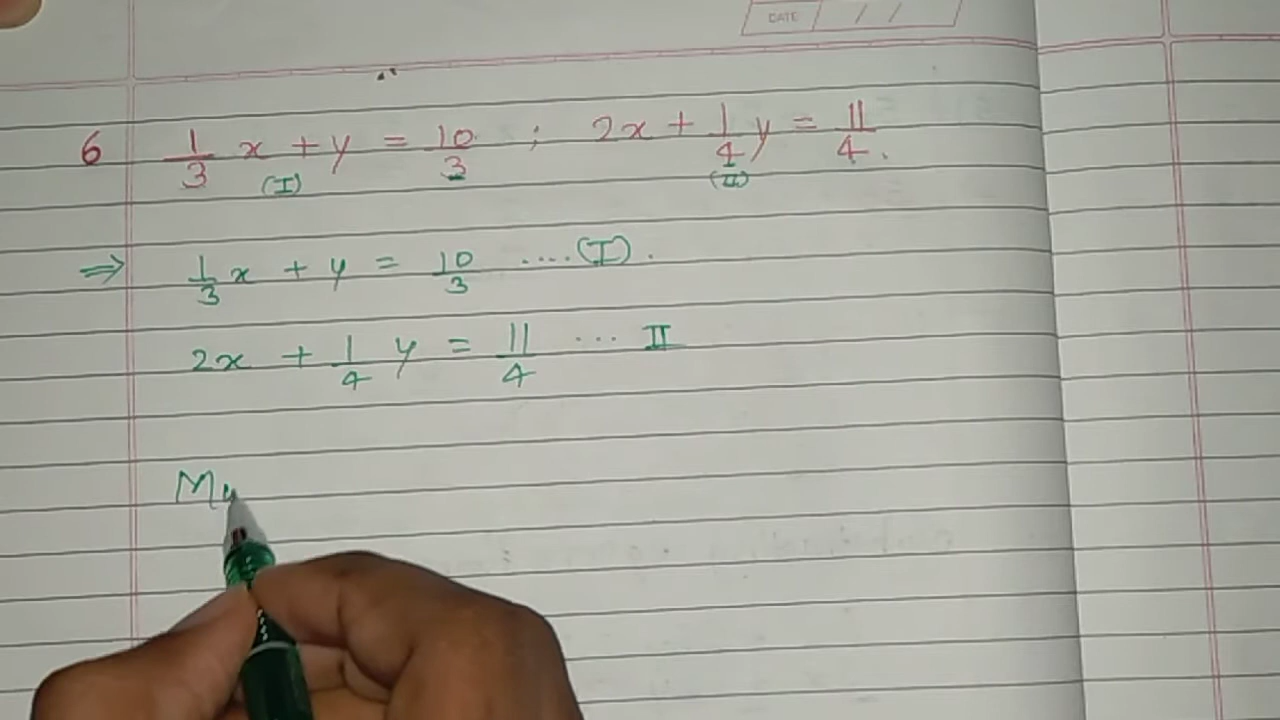 DATE / /
6 1/3 x + y = 10/3 ; 2x + 1/4 y = 11/4.
(I) (II)
⇒ 1/3 x + y = 10/3 ....(I).
2x + 1/4 y = 11/4 ... II
Mu